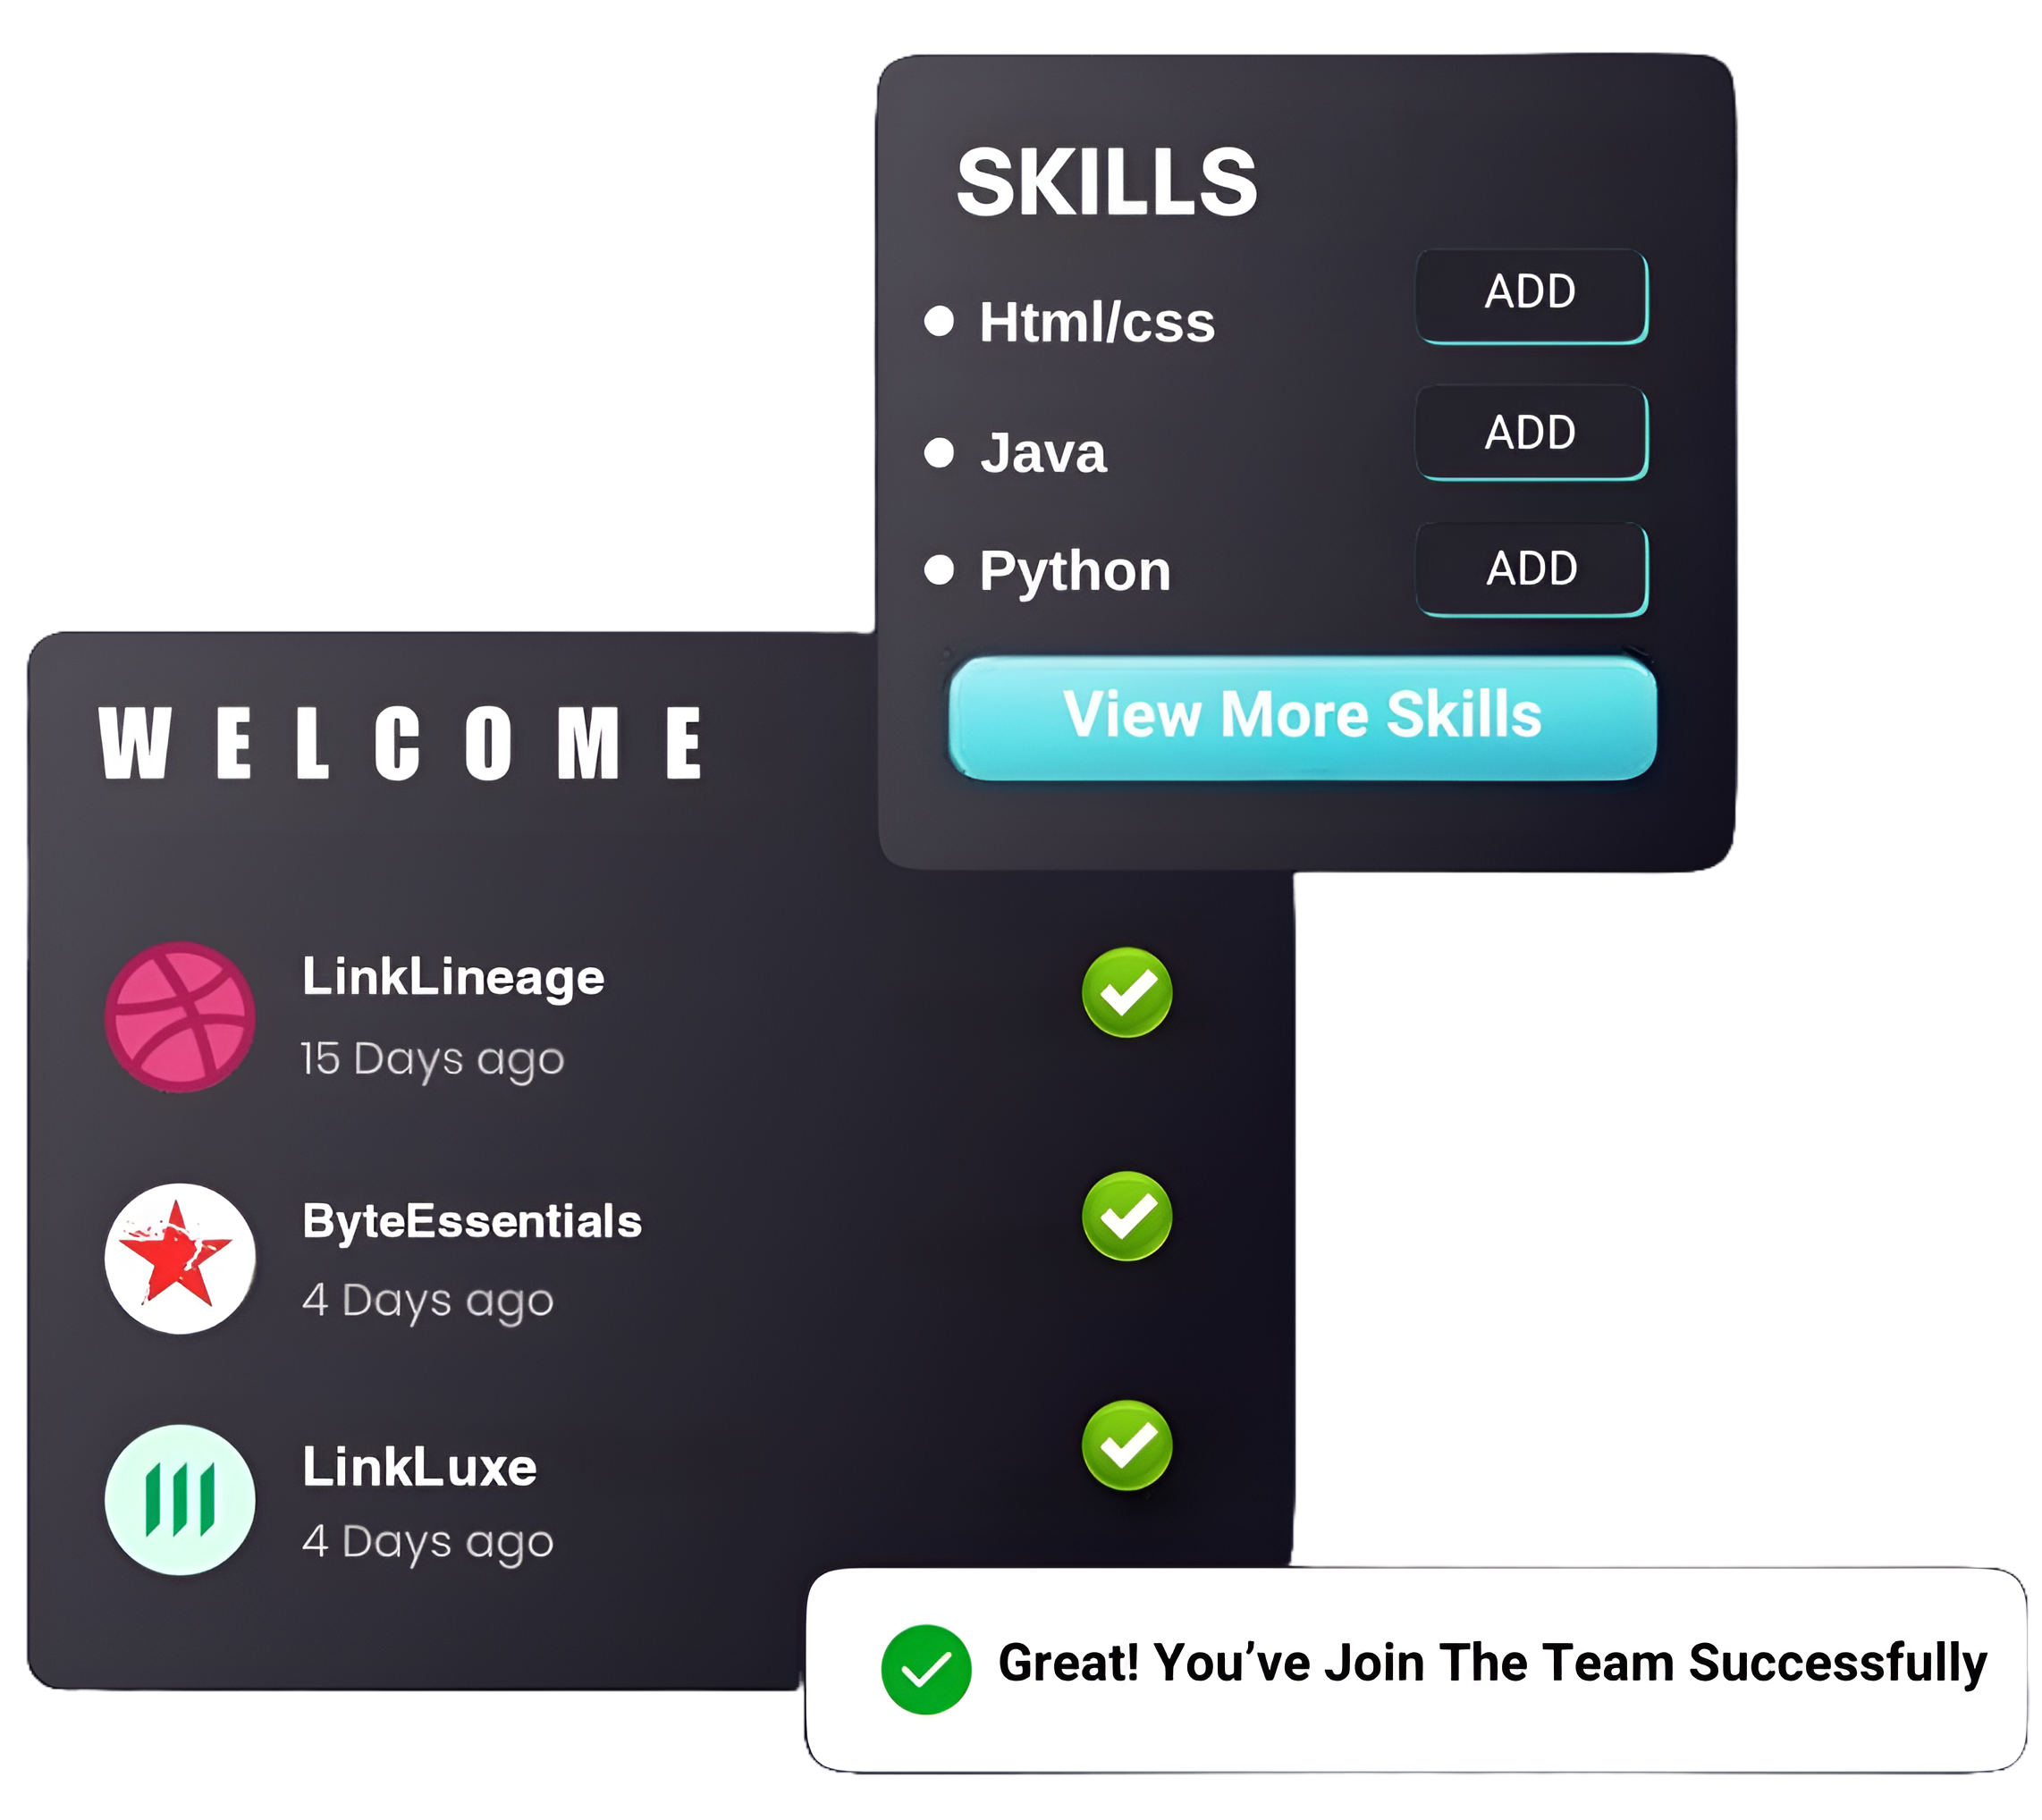 SKILLS
Html/css
ADD
Java
ADD
Python
ADD
View More Skills
WELCOME
LinkLineage
15 Days ago
ByteEssentials
4 Days ago
LinkLuxe
4 Days ago
Great! You’ve Join The Team Successfully